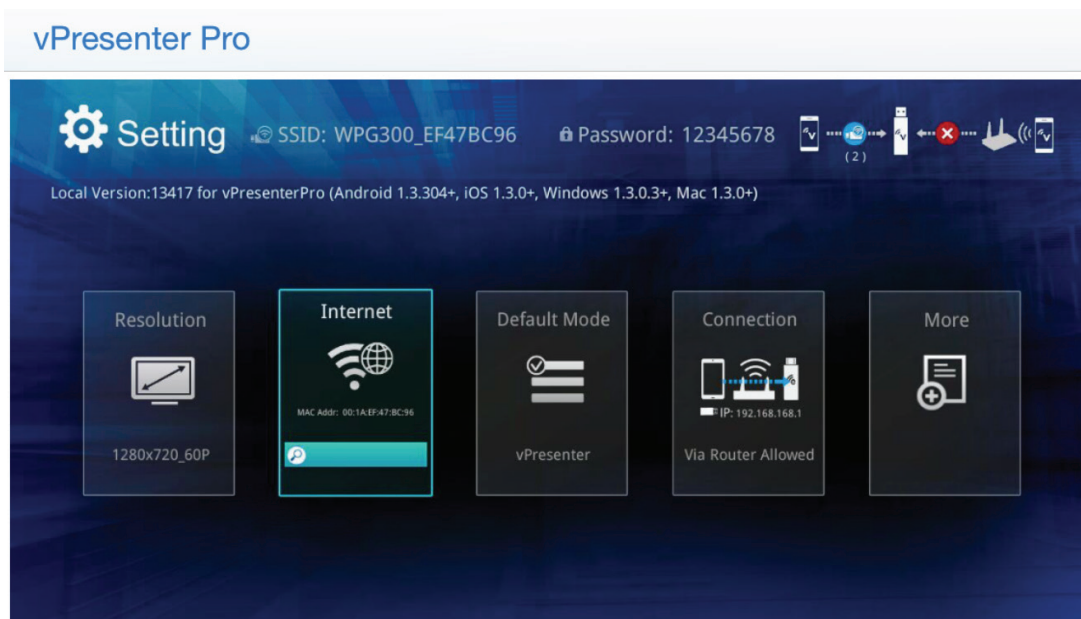 vPresenter Pro
Setting SSID: WPG300_EF47BC96 Password: 12345678
(2)
Local Version:13417 for vPresenterPro (Android 1.3.304+, iOS 1.3.0+, Windows 1.3.0.3+, Mac 1.3.0+)
Resolution
1280x720_60P
Internet
MAC Addr: 00:1A:EF:47:BC:96
Default Mode
vPresenter
Connection
IP: 192.168.168.1
Via Router Allowed
More